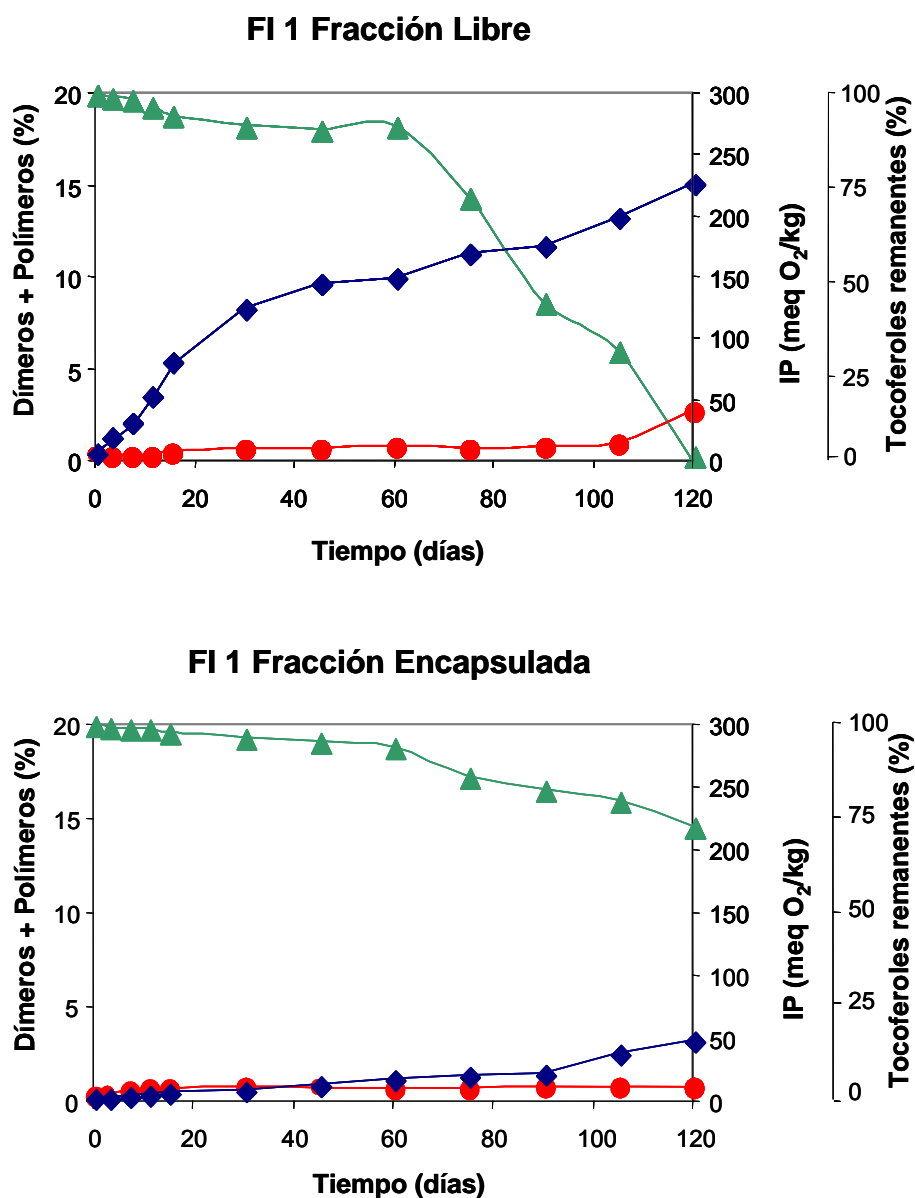 FI 1 Fracción Libre
Dímeros + Polímeros (%)
20
15
10
5
0
0 20 40 60 80 100 120
Tiempo (días)
300
250
200
150
100
50
0
IP (meq O₂/kg)
100
75
50
25
0
Tocoferoles remanentes (%)
FI 1 Fracción Encapsulada
Dímeros + Polímeros (%)
20
15
10
5
0
0 20 40 60 80 100 120
Tiempo (días)
300
250
200
150
100
50
0
IP (meq O₂/kg)
100
75
50
25
0
Tocoferoles remanentes (%)